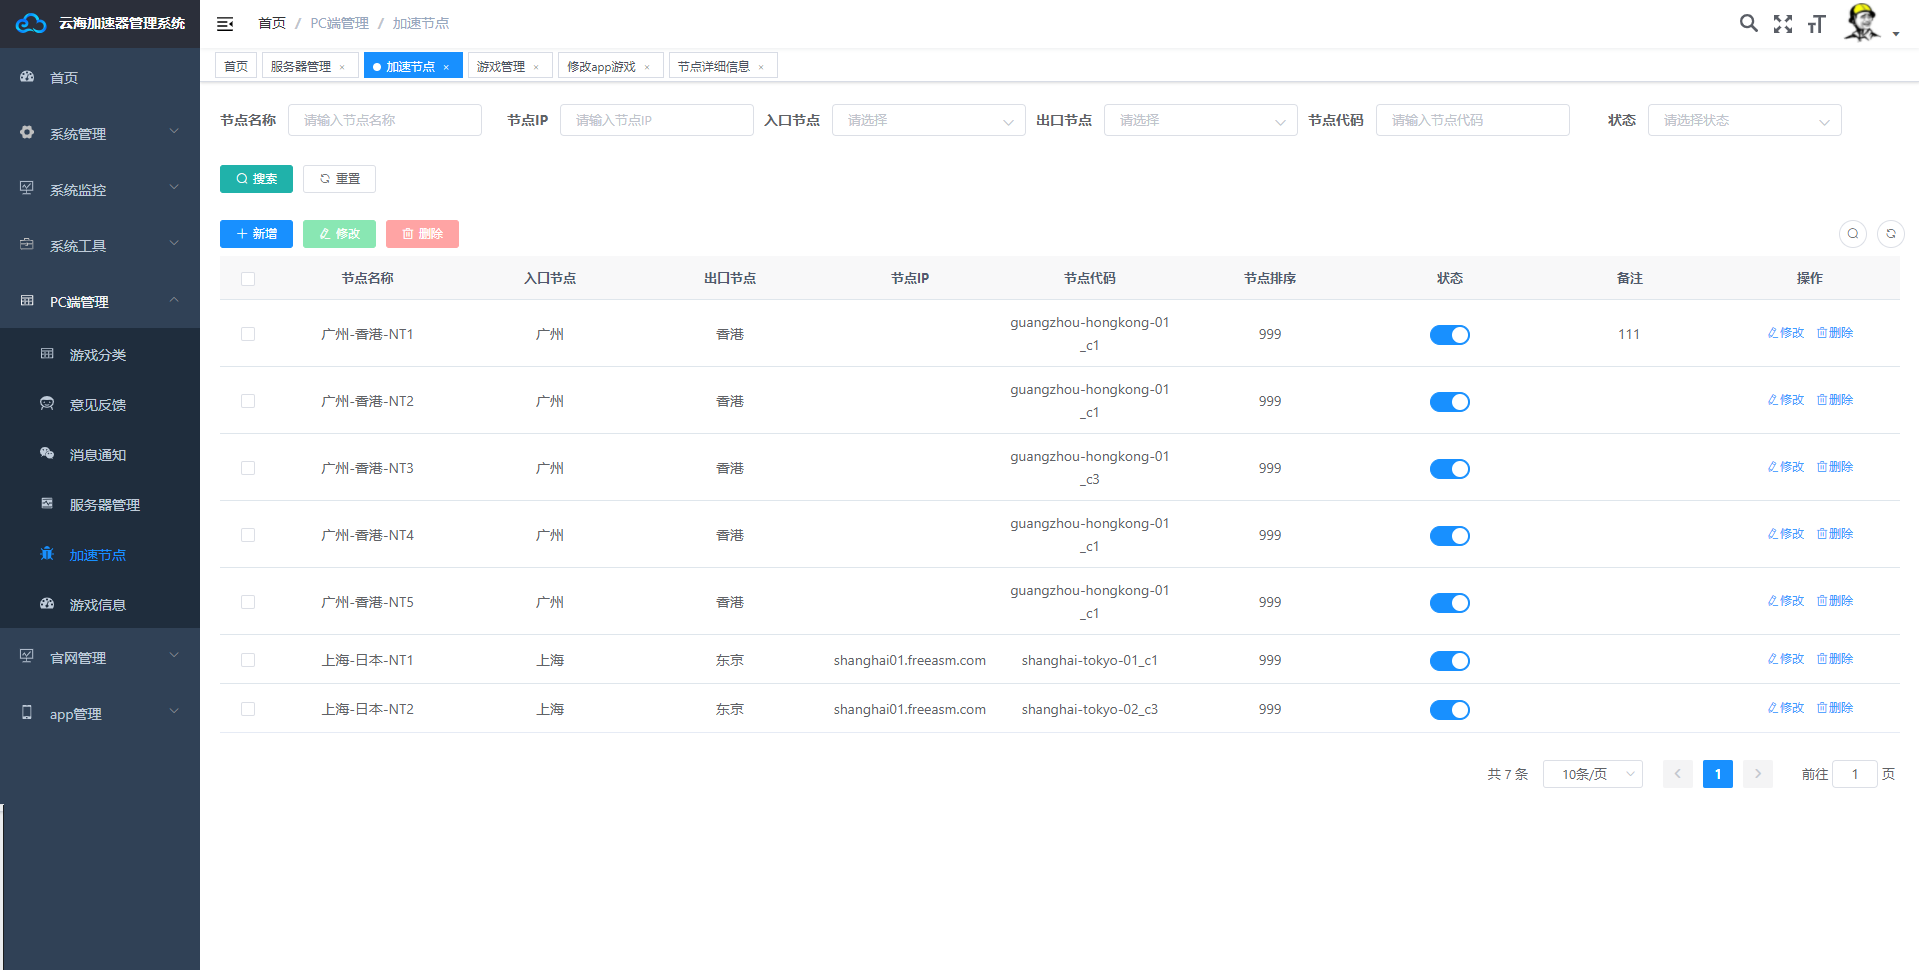 云海加速器管理系统
首页 / PC端管理 / 加速节点
首页 服务器管理 × 加速节点 × 游戏管理 × 修改app游戏 × 节点详细信息 ×
首页
系统管理
系统监控
系统工具
PC端管理
游戏分类
意见反馈
消息通知
服务器管理
加速节点
游戏信息
官网管理
app管理
节点名称 请输入节点名称 节点IP 请输入节点IP 入口节点 请选择 出口节点 请选择 节点代码 请输入节点代码 状态 请选择状态
搜索 重置
新增 修改 删除
节点名称 入口节点 出口节点 节点IP 节点代码 节点排序 状态 备注 操作
广州-香港-NT1 广州 香港 guangzhou-hongkong-01 999 111 修改 删除
_c1
广州-香港-NT2 广州 香港 guangzhou-hongkong-01 999 修改 删除
_c1
广州-香港-NT3 广州 香港 guangzhou-hongkong-01 999 修改 删除
_c3
广州-香港-NT4 广州 香港 guangzhou-hongkong-01 999 修改 删除
_c1
广州-香港-NT5 广州 香港 guangzhou-hongkong-01 999 修改 删除
_c1
上海-日本-NT1 上海 东京 shanghai01.freeasm.com shanghai-tokyo-01_c1 999 修改 删除
上海-日本-NT2 上海 东京 shanghai01.freeasm.com shanghai-tokyo-02_c3 999 修改 删除
共 7 条 10条/页 1 前往 1 页